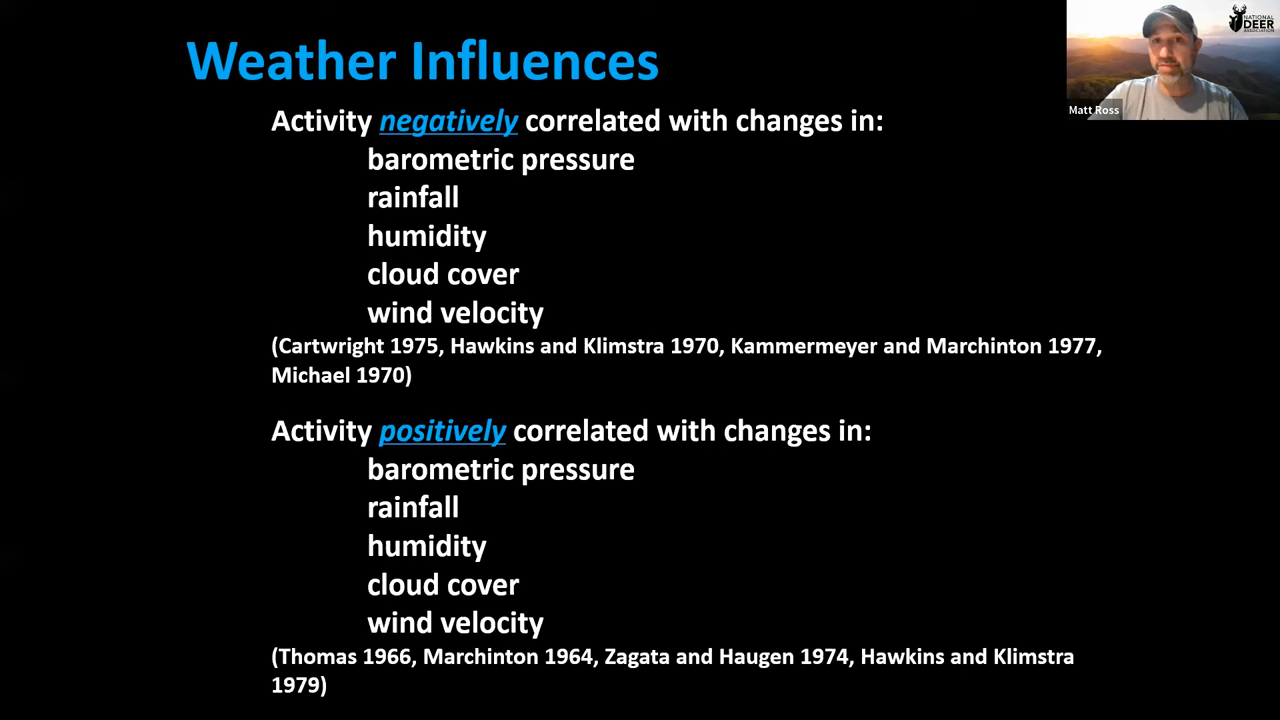 Weather Influences
Activity negatively correlated with changes in:
barometric pressure
rainfall
humidity
cloud cover
wind velocity
(Cartwright 1975, Hawkins and Klimstra 1970, Kammermeyer and Marchinton 1977,
Michael 1970)
Activity positively correlated with changes in:
barometric pressure
rainfall
humidity
cloud cover
wind velocity
(Thomas 1966, Marchinton 1964, Zagata and Haugen 1974, Hawkins and Klimstra
1979)
NATIONAL
DEER
ASSOCIATION
Matt Ross